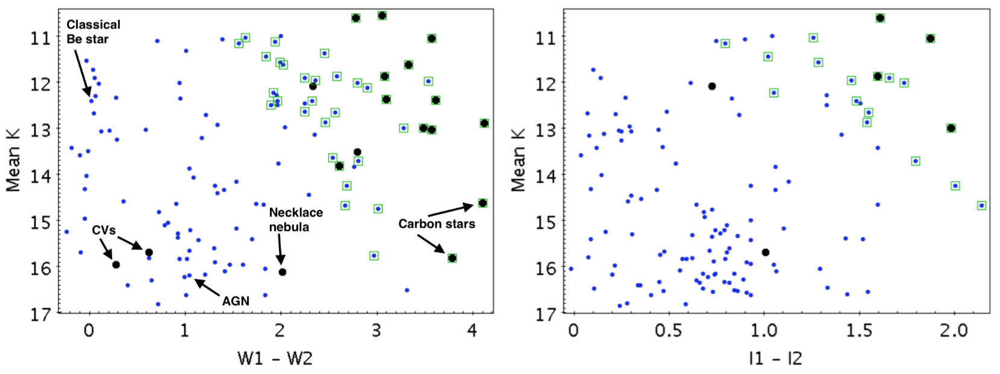 11
12
13
14
15
16
17
Mean K
Classical
Be star
CVs
Necklace
nebula
AGN
Carbon stars
0
1
2
3
4
W1 – W2
11
12
13
14
15
16
17
Mean K
0
0.5
1.0
1.5
2.0
I1 – I2